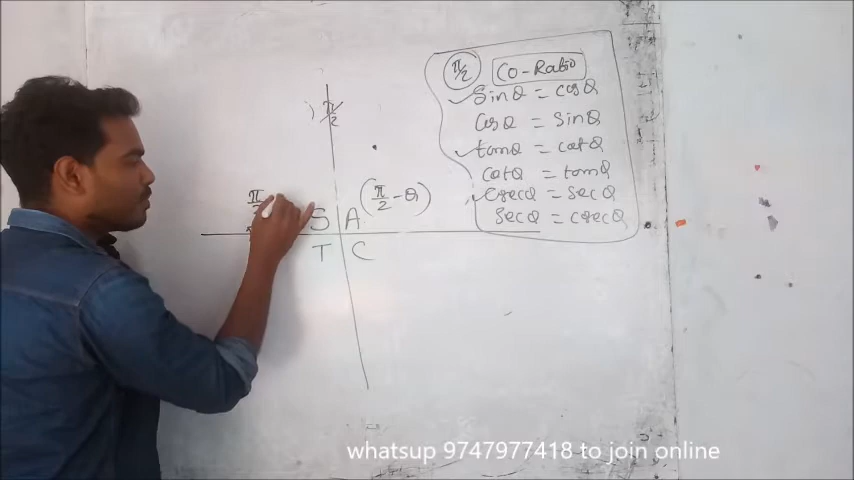 π/2 Co-Ratio
Sinθ = cosθ
cosθ = sinθ
tanθ = cotθ
cotθ = tanθ
cosecθ = secθ
secθ = cosecθ
π/2
(π/2 - θ)
π
S A
T C
whatsup 9747977418 to join online